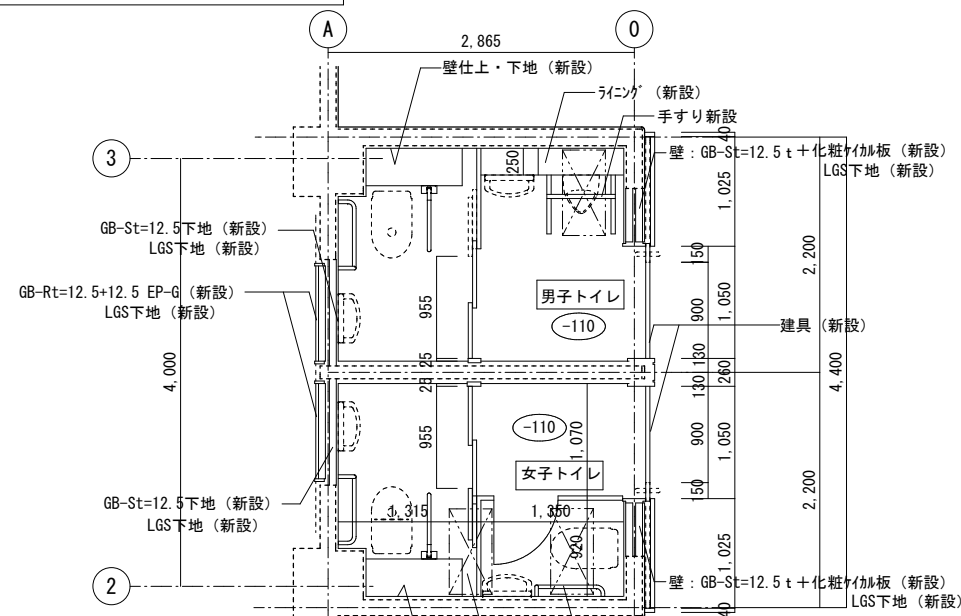 A
0
2,865
壁仕上・下地（新設）
ﾗｲﾆﾝｸﾞ（新設）
手すり新設
3
250
40
壁：GB-St=12.5ｔ＋化粧ｹｲｶﾙ板（新設）
LGS下地（新設）
1,025
GB-St=12.5下地（新設）
LGS下地（新設）
150
2,200
GB-Rt=12.5+12.5 EP-G（新設）
LGS下地（新設）
男子トイレ
-110
955
900
1,050
建具（新設）
4,000
25
25
130
130
260
4,400
955
-110
1,070
女子トイレ
900
1,050
150
2,200
GB-St=12.5下地（新設）
LGS下地（新設）
1,315
1,350
920
1,025
2
壁：GB-St=12.5ｔ＋化粧ｹｲｶﾙ板（新設）
LGS下地（新設）
40